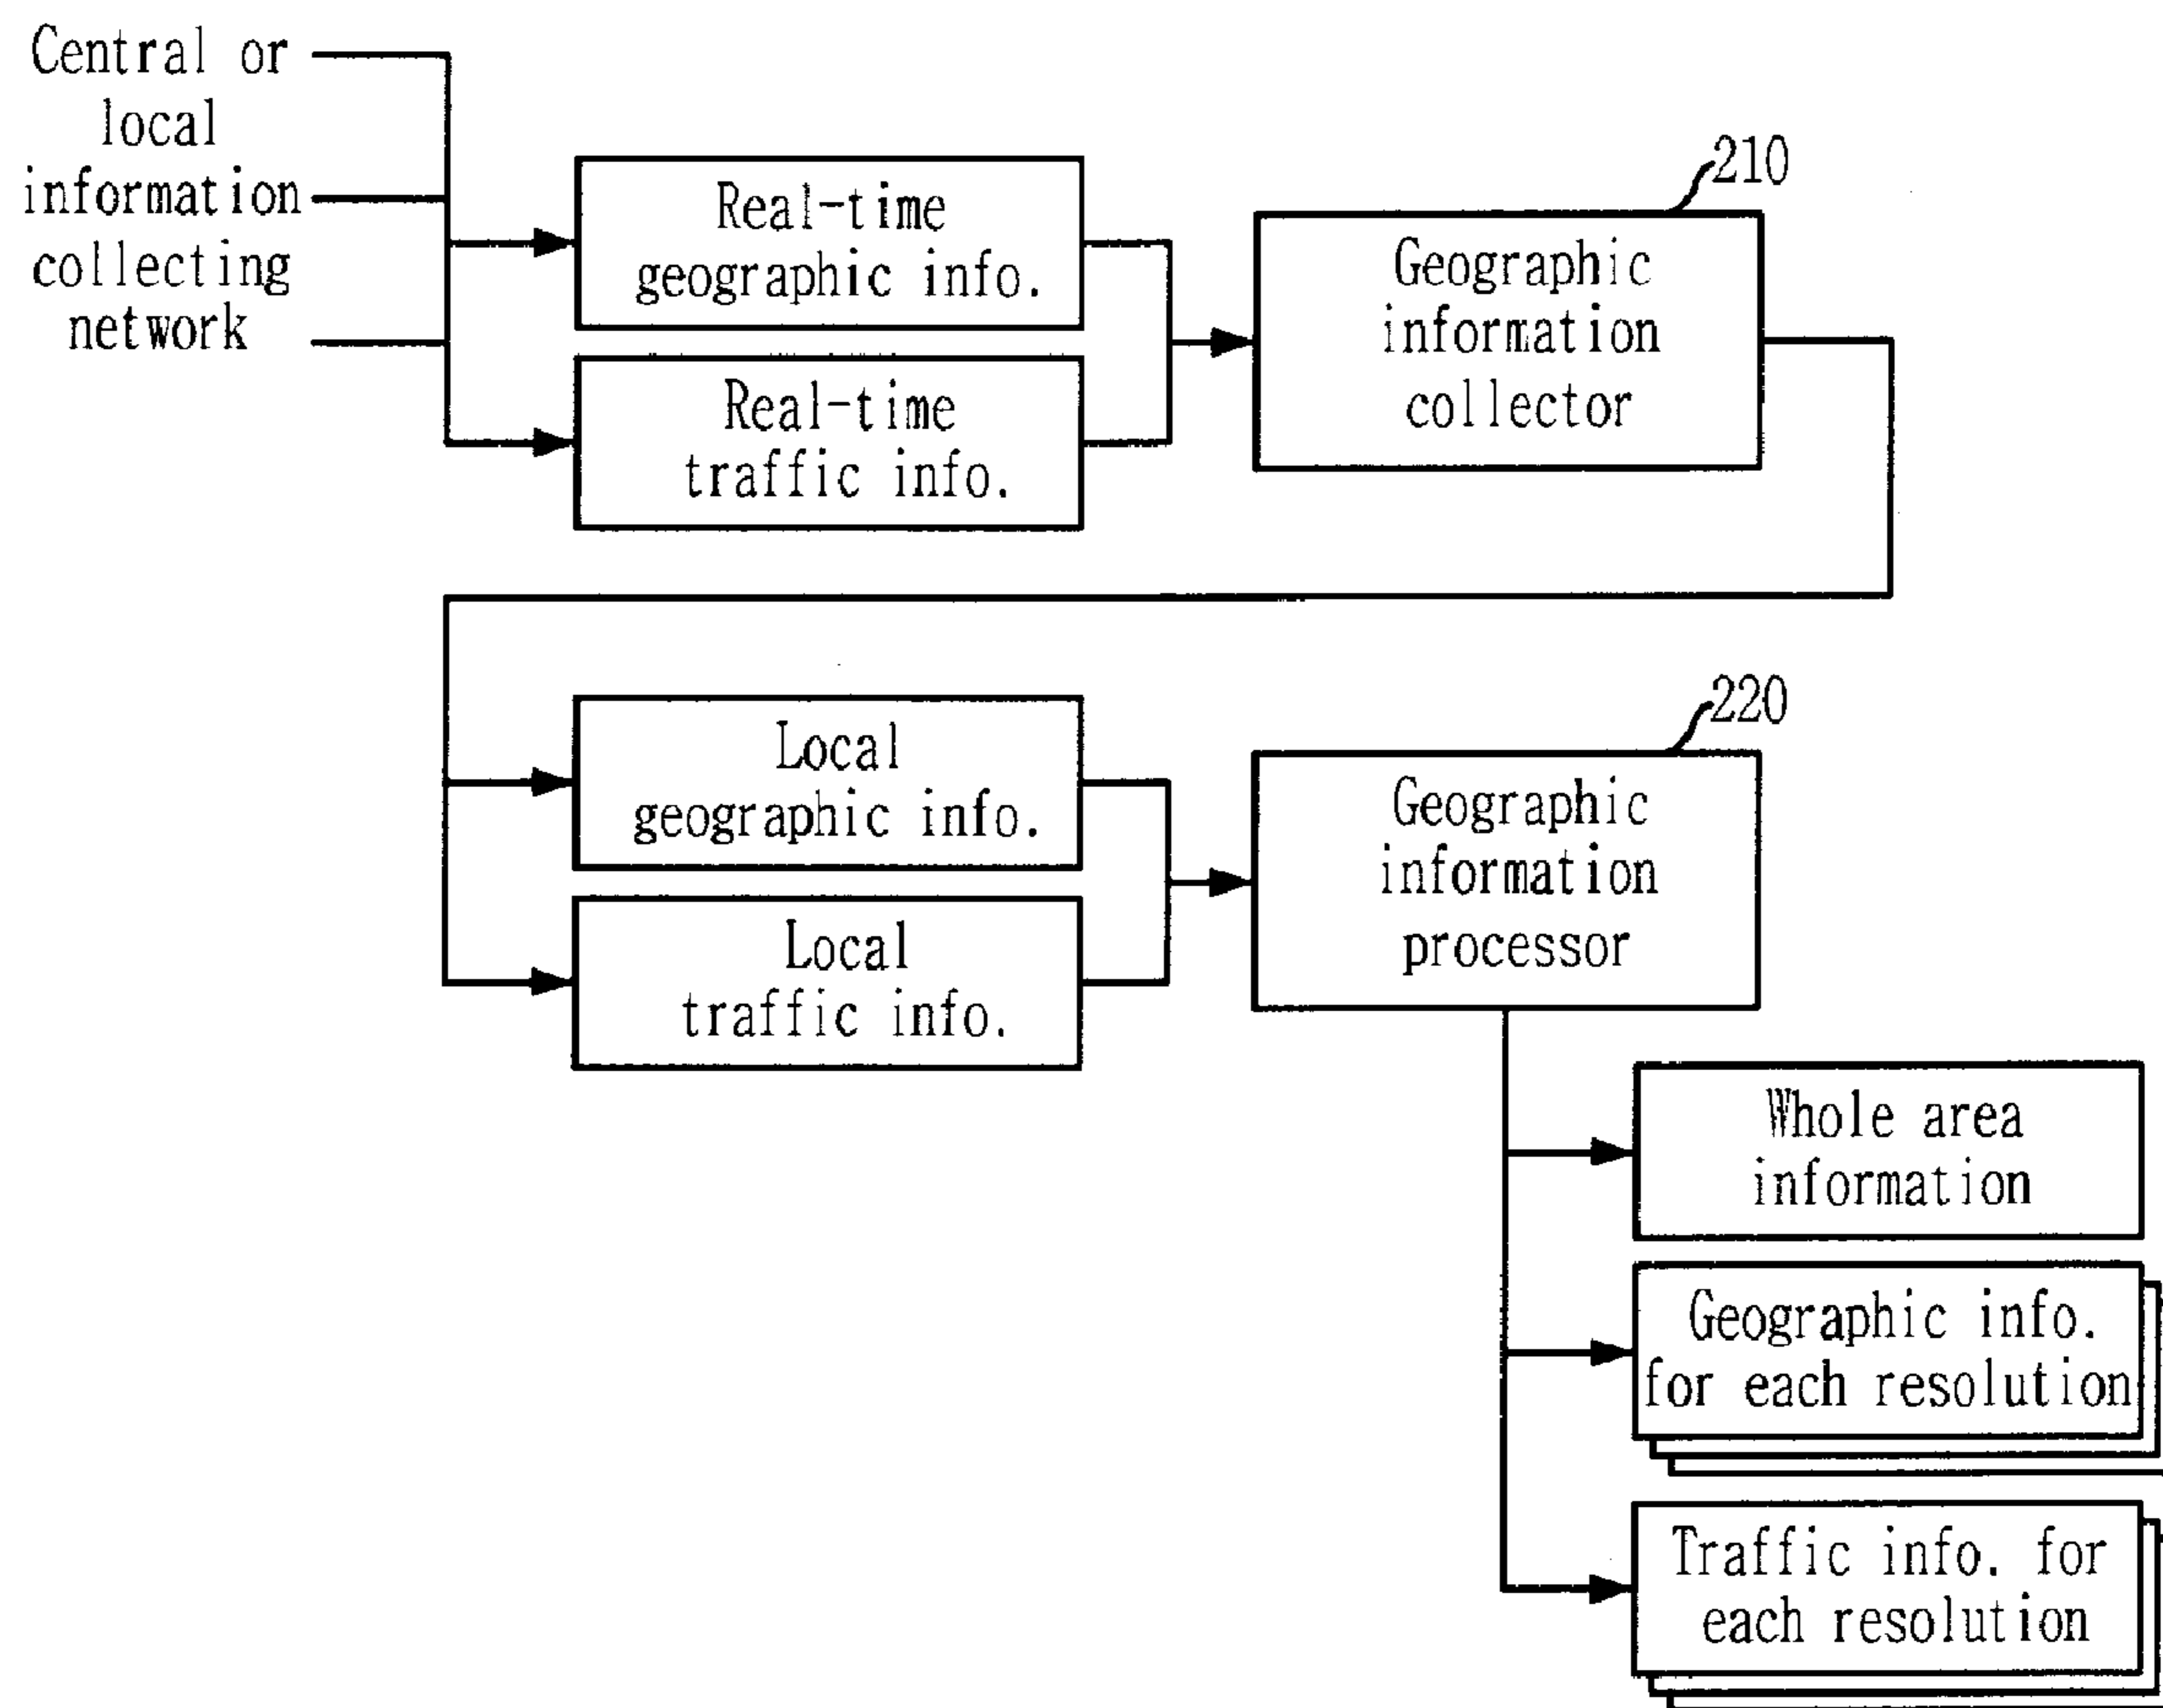 Central or
local
information
collecting
network
Real-time
geographic info.
Real-time
traffic info.
210
Geographic
information
collector
Local
geographic info.
Local
traffic info.
220
Geographic
information
processor
Whole area
information
Geographic info.
for each resolution
Traffic info. for
each resolution